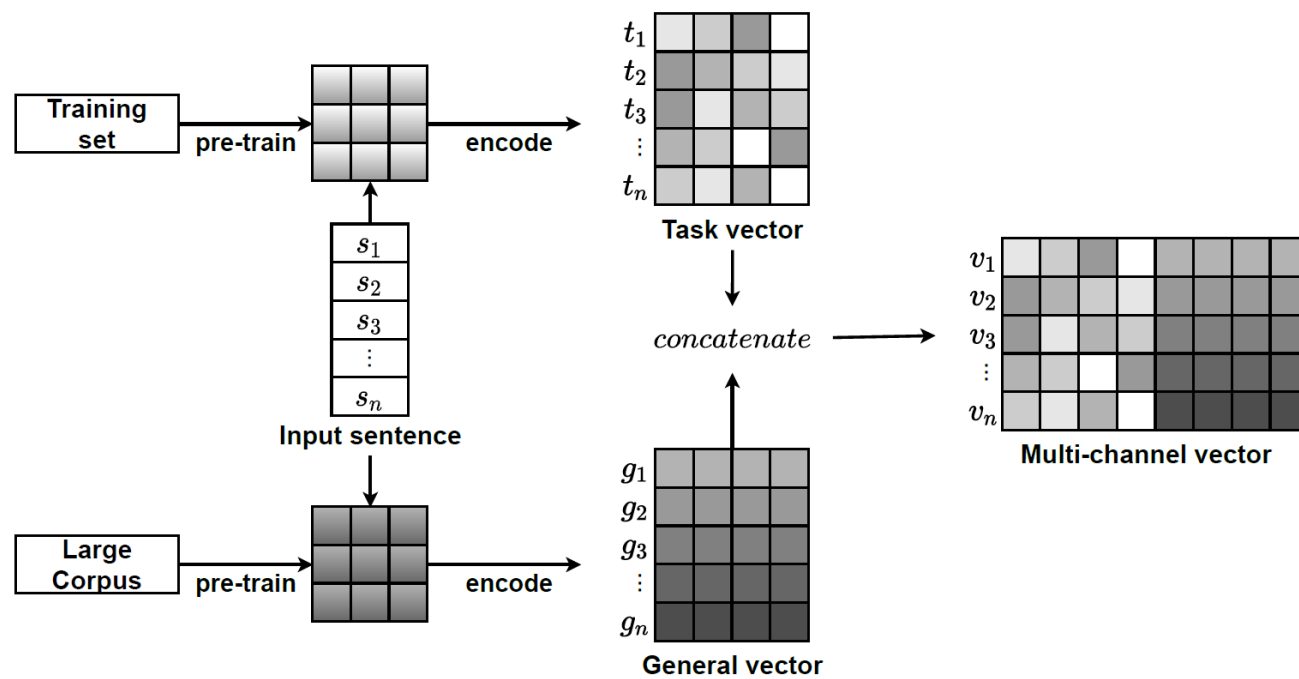 Training
set
pre-train
encode
t₁
t₂
t₃
⋮
tₙ
Task vector
s₁
s₂
s₃
⋮
sₙ
Input sentence
concatenate
v₁
v₂
v₃
⋮
vₙ
Multi-channel vector
Large
Corpus
pre-train
encode
g₁
g₂
g₃
⋮
gₙ
General vector